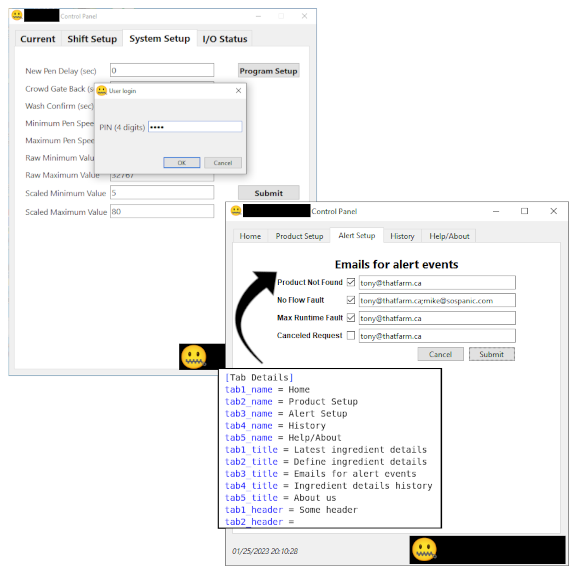 Control Panel
Current Shift Setup System Setup I/O Status
New Pen Delay (sec) 0 Program Setup
Crowd Gate Back (s
Wash Confirm (sec)
Minimum Pen Spee
Maximum Pen Spee
Raw Minimum Valu
Raw Maximum Value 32767
Scaled Minimum Value 5 Submit
Scaled Maximum Value 80
User login
PIN (4 digits) ••••
OK Cancel
Control Panel
Home Product Setup Alert Setup History Help/About
Emails for alert events
Product Not Found tony@thatfarm.ca
No Flow Fault tony@thatfarm.ca;mike@sospanic.com
Max Runtime Fault tony@thatfarm.ca
Canceled Request tony@thatfarm.ca
Cancel Submit
[Tab Details]
tab1_name = Home
tab2_name = Product Setup
tab3_name = Alert Setup
tab4_name = History
tab5_name = Help/About
tab1_title = Latest ingredient details
tab2_title = Define ingredient details
tab3_title = Emails for alert events
tab4_title = Ingredient details history
tab5_title = About us
tab1_header = Some header
tab2_header =
01/25/2023 20:10:28